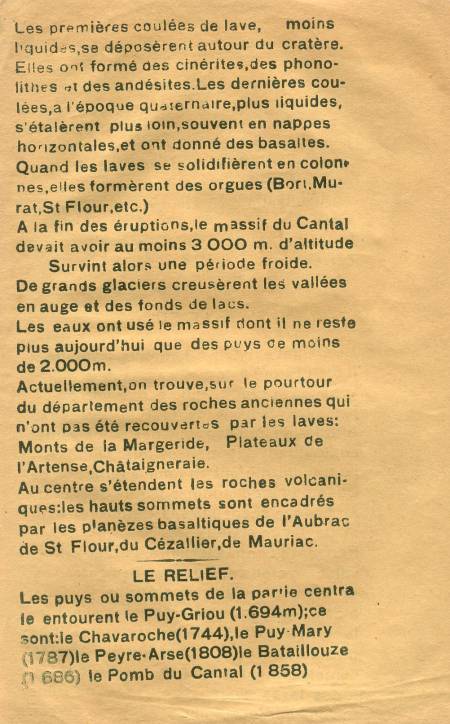 Les premières coulées de lave, moins
liquides,se déposèrent autour du cratère.
Elles ont formé des cinérites,des phono-
lithes et des andésites.Les dernières cou-
lées,a l'époque quaternaire,plus liquides,
s'étalèrent plus loin,souvent en nappes
horizontales,et ont donné des basaltes.
Quand les laves se solidifièrent en colon-
nes,elles formèrent des orgues (Bort,Mu-
rat,St Flour,etc.)
A la fin des éruptions,le massif du Cantal
devait avoir au moins 3 000 m. d'altitude
Survint alors une période froide.
De grands glaciers creusèrent les vallées
en auge et des fonds de lacs.
Les eaux ont usé le massif dont il ne reste
plus aujourd'hui que des puys de moins
de 2.000m.
Actuellement,on trouve,sur le pourtour
du département des roches anciennes qui
n'ont pas été recouvertes par les laves:
Monts de la Margeride, Plateaux de
l'Artense,Châtaigneraie.
Au centre s'étendent les roches volcani-
ques:les hauts sommets sont encadrés
par les planèzes basaltiques de l'Aubrac
de St Flour,du Cézallier,de Mauriac.
LE RELIEF.
Les puys ou sommets de la partie centra
le entourent le Puy-Griou (1.694m);ce
sont:le Chavaroche(1744),le Puy-Mary
(1787)le Peyre-Arse(1808)le Bataillouze
(1 686) le Pomb du Cantal (1 858)